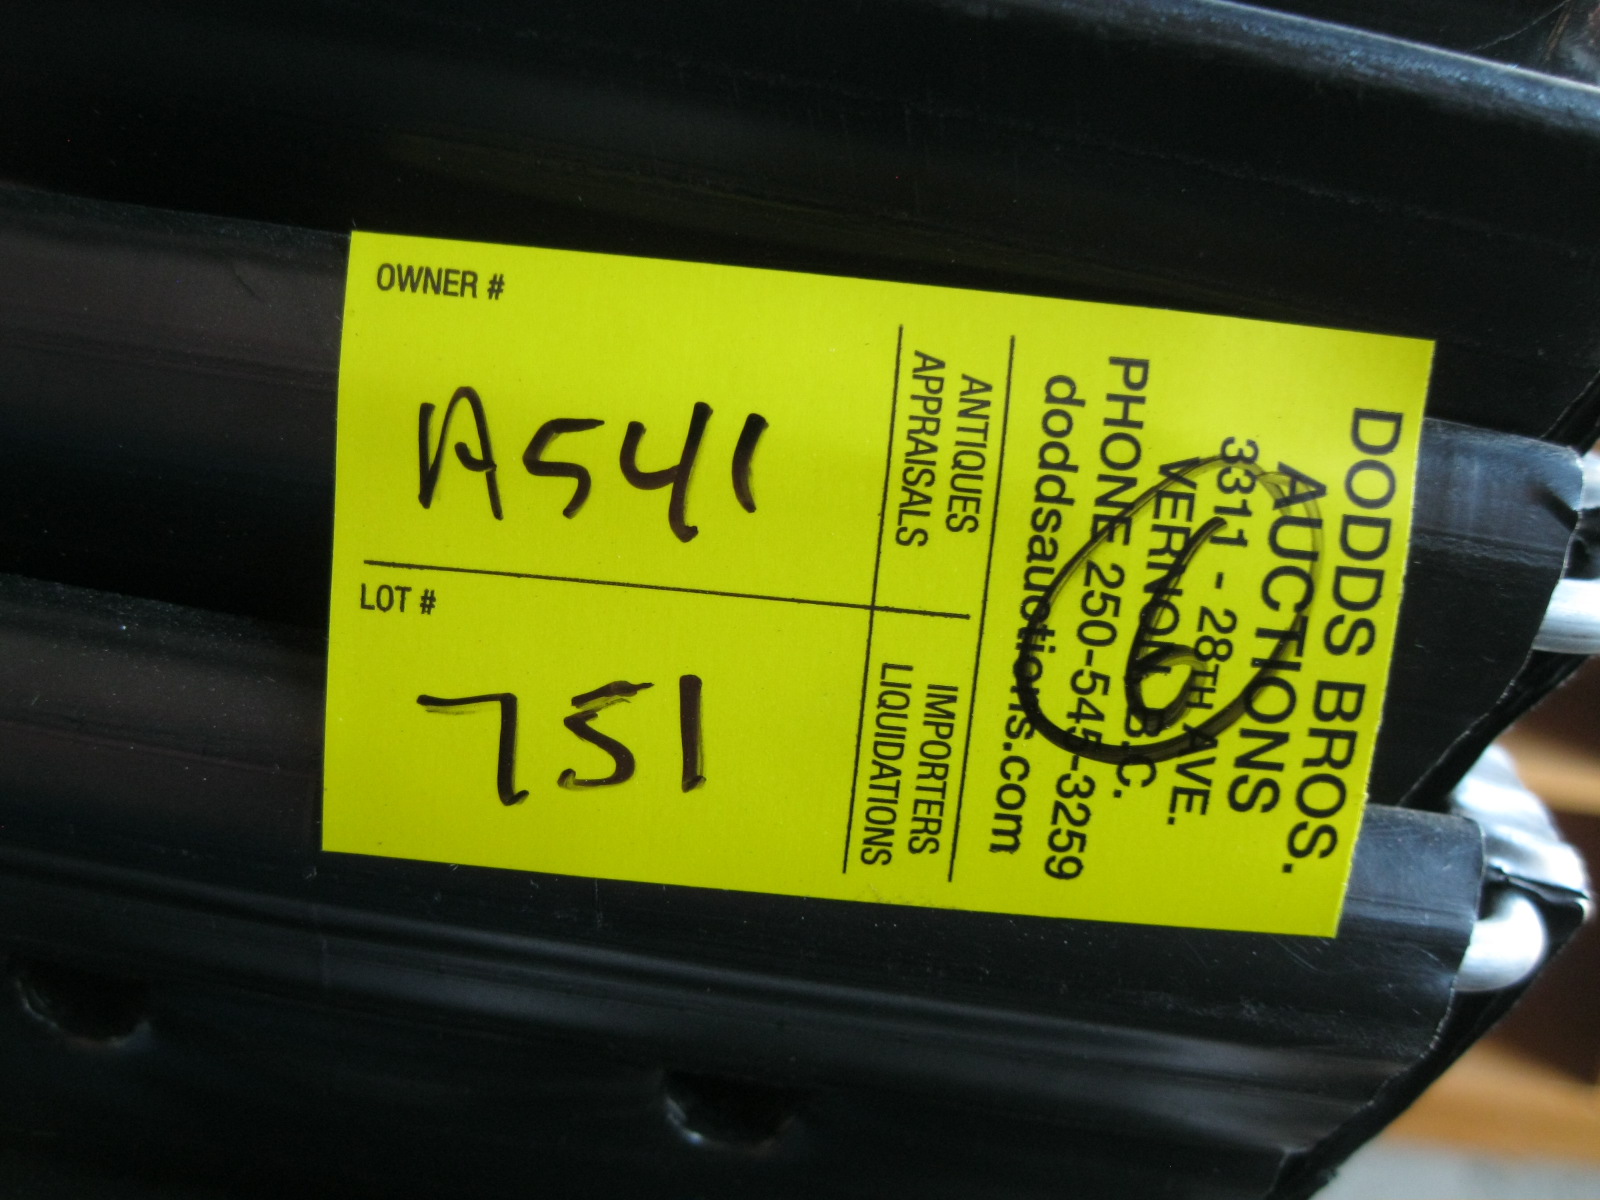 OWNER #
A541
LOT #
751
DODDS BROS.
AUCTIONS
3311 - 28TH AVE.
VERNON B.C.
PHONE 250-545-3259
doddsauctions.com
ANTIQUES
APPRAISALS
IMPORTERS
LIQUIDATIONS
6